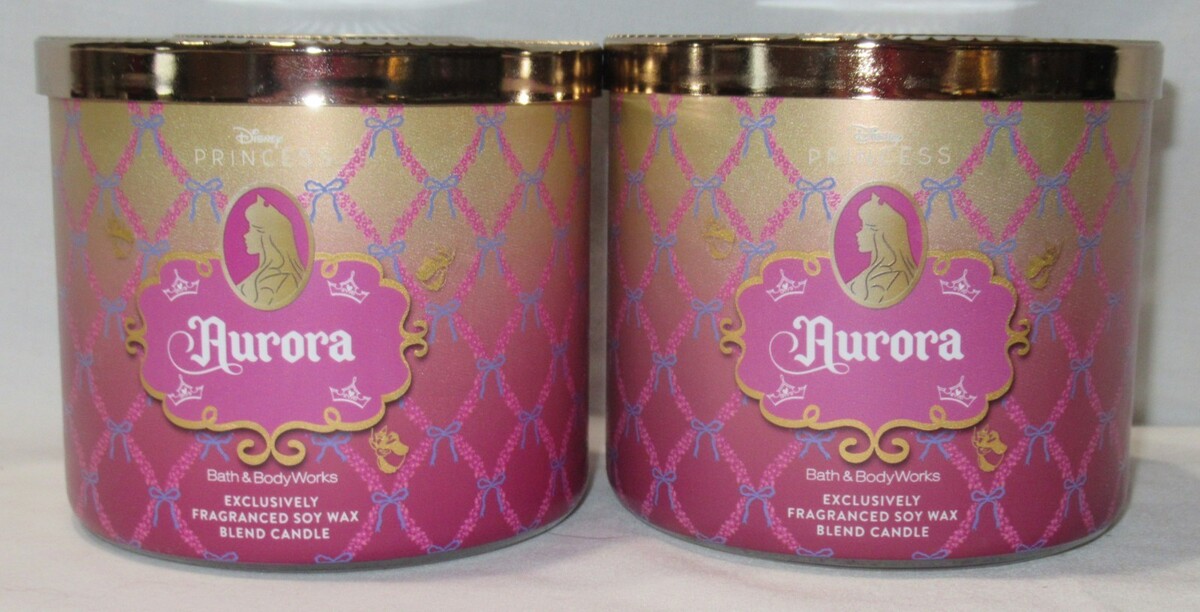 Disney
PRINCESS
Aurora
Bath & BodyWorks
EXCLUSIVELY
FRAGRANCED SOY WAX
BLEND CANDLE
Disney
PRINCESS
Aurora
Bath & BodyWorks
EXCLUSIVELY
FRAGRANCED SOY WAX
BLEND CANDLE